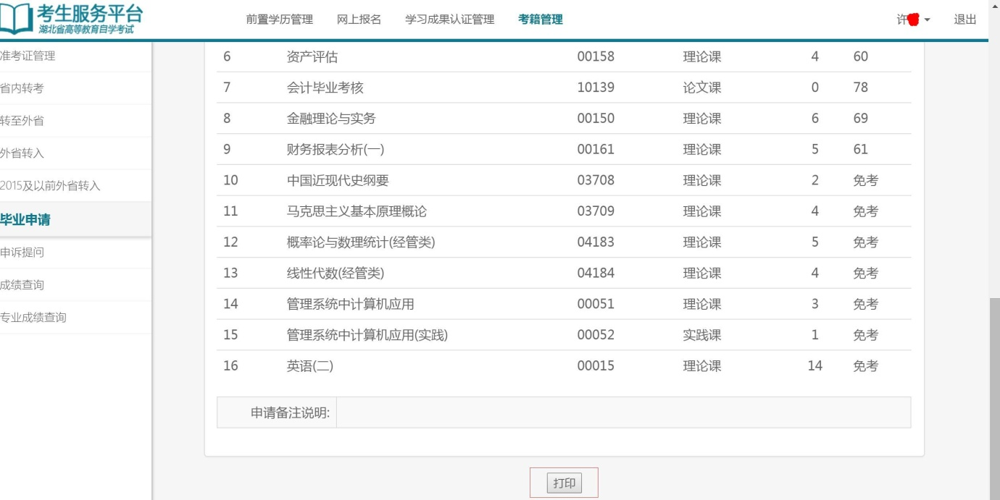 考生服务平台
湖北省高等教育自学考试
前置学历管理 网上报名 学习成果认证管理 考籍管理 许 退出
准考证管理
省内转考
转至外省
外省转入
2015及以前外省转入
毕业申请
申诉提问
成绩查询
专业成绩查询
6 资产评估 00158 理论课 4 60
7 会计毕业考核 10139 论文课 0 78
8 金融理论与实务 00150 理论课 6 69
9 财务报表分析(一) 00161 理论课 5 61
10 中国近现代史纲要 03708 理论课 2 免考
11 马克思主义基本原理概论 03709 理论课 4 免考
12 概率论与数理统计(经管类) 04183 理论课 5 免考
13 线性代数(经管类) 04184 理论课 4 免考
14 管理系统中计算机应用 00051 理论课 3 免考
15 管理系统中计算机应用(实践) 00052 实践课 1 免考
16 英语(二) 00015 理论课 14 免考
申请备注说明:
打印